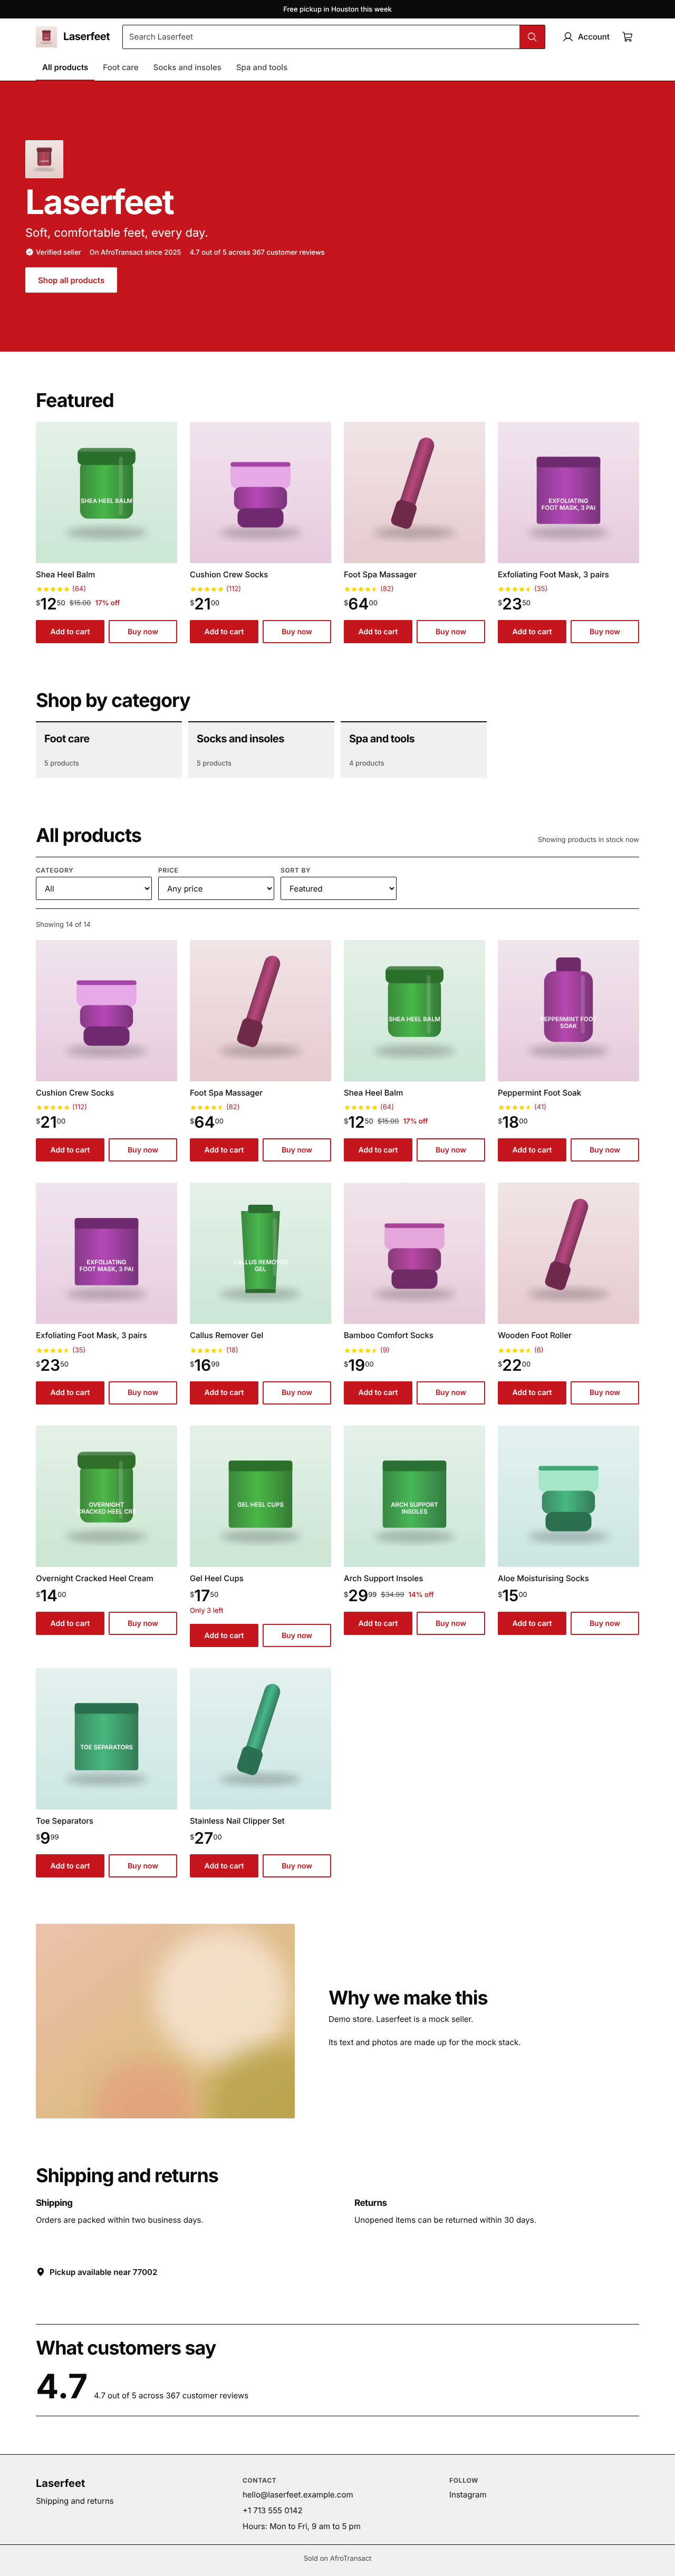 Free pickup in Houston this week
Laserfeet
Search Laserfeet
Account
All products
Foot care
Socks and insoles
Spa and tools
Laserfeet
Soft, comfortable feet, every day.
Verified seller
On AfroTransact since 2025
4.7 out of 5 across 367 customer reviews
Shop all products
Featured
SHEA HEEL BALM
EXFOLIATING
FOOT MASK, 3 PAI
Shea Heel Balm
(64)
$12 50 $15.00 17% off
Add to cart
Buy now
Cushion Crew Socks
(112)
$21 00
Add to cart
Buy now
Foot Spa Massager
(82)
$64 00
Add to cart
Buy now
Exfoliating Foot Mask, 3 pairs
(35)
$23 50
Add to cart
Buy now
Shop by category
Foot care
5 products
Socks and insoles
5 products
Spa and tools
4 products
All products
Showing products in stock now
CATEGORY
All
PRICE
Any price
SORT BY
Featured
Showing 14 of 14
Cushion Crew Socks
(112)
$21 00
Add to cart
Buy now
Foot Spa Massager
(82)
$64 00
Add to cart
Buy now
SHEA HEEL BALM
Shea Heel Balm
(64)
$12 50 $15.00 17% off
Add to cart
Buy now
PEPPERMINT FOOT
SOAK
Peppermint Foot Soak
(41)
$18 00
Add to cart
Buy now
EXFOLIATING
FOOT MASK, 3 PAI
Exfoliating Foot Mask, 3 pairs
(35)
$23 50
Add to cart
Buy now
CALLUS REMOVER
GEL
Callus Remover Gel
(18)
$16 99
Add to cart
Buy now
Bamboo Comfort Socks
(9)
$19 00
Add to cart
Buy now
Wooden Foot Roller
(6)
$22 00
Add to cart
Buy now
OVERNIGHT
CRACKED HEEL CRE
Overnight Cracked Heel Cream
$14 00
Add to cart
Buy now
GEL HEEL CUPS
Gel Heel Cups
$17 50
Only 3 left
Add to cart
Buy now
ARCH SUPPORT
INSOLES
Arch Support Insoles
$29 99 $34.99 14% off
Add to cart
Buy now
Aloe Moisturising Socks
$15 00
Add to cart
Buy now
TOE SEPARATORS
Toe Separators
$9 99
Add to cart
Buy now
Stainless Nail Clipper Set
$27 00
Add to cart
Buy now
Why we make this
Demo store. Laserfeet is a mock seller.
Its text and photos are made up for the mock stack.
Shipping and returns
Shipping
Orders are packed within two business days.
Returns
Unopened items can be returned within 30 days.
Pickup available near 77002
What customers say
4.7
4.7 out of 5 across 367 customer reviews
Laserfeet
Shipping and returns
CONTACT
hello@laserfeet.example.com
+1 713 555 0142
Hours: Mon to Fri, 9 am to 5 pm
FOLLOW
Instagram
Sold on AfroTransact